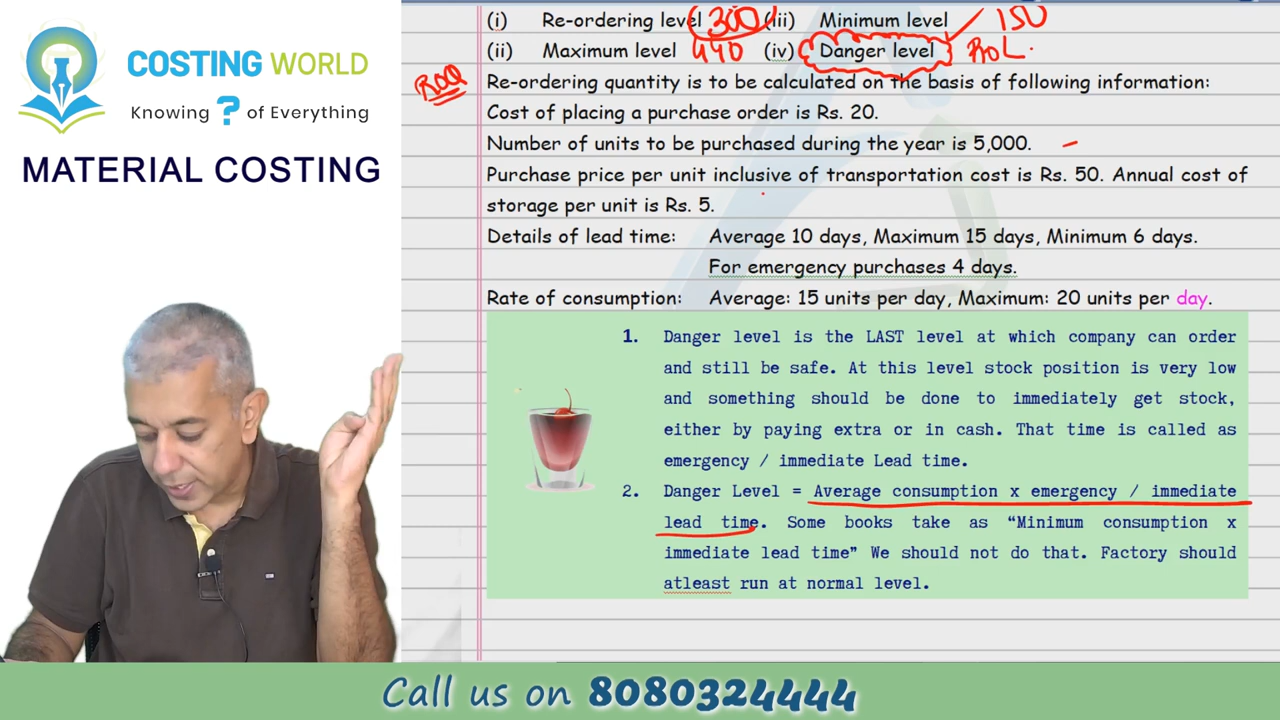 (i) Re-ordering level 300 (iii) Minimum level 150
(ii) Maximum level 440 (iv) Danger level ROL.
COSTING WORLD
Knowing ? of Everything
MATERIAL COSTING
ROQ
Re-ordering quantity is to be calculated on the basis of following information:
Cost of placing a purchase order is Rs. 20.
Number of units to be purchased during the year is 5,000.
Purchase price per unit inclusive of transportation cost is Rs. 50. Annual cost of
storage per unit is Rs. 5.
Details of lead time: Average 10 days, Maximum 15 days, Minimum 6 days.
For emergency purchases 4 days.
Rate of consumption: Average: 15 units per day, Maximum: 20 units per day.
1. Danger level is the LAST level at which company can order
and still be safe. At this level stock position is very low
and something should be done to immediately get stock,
either by paying extra or in cash. That time is called as
emergency / immediate Lead time.
2. Danger Level = Average consumption x emergency / immediate
lead time. Some books take as “Minimum consumption x
immediate lead time” We should not do that. Factory should
atleast run at normal level.
Call us on 8080324444